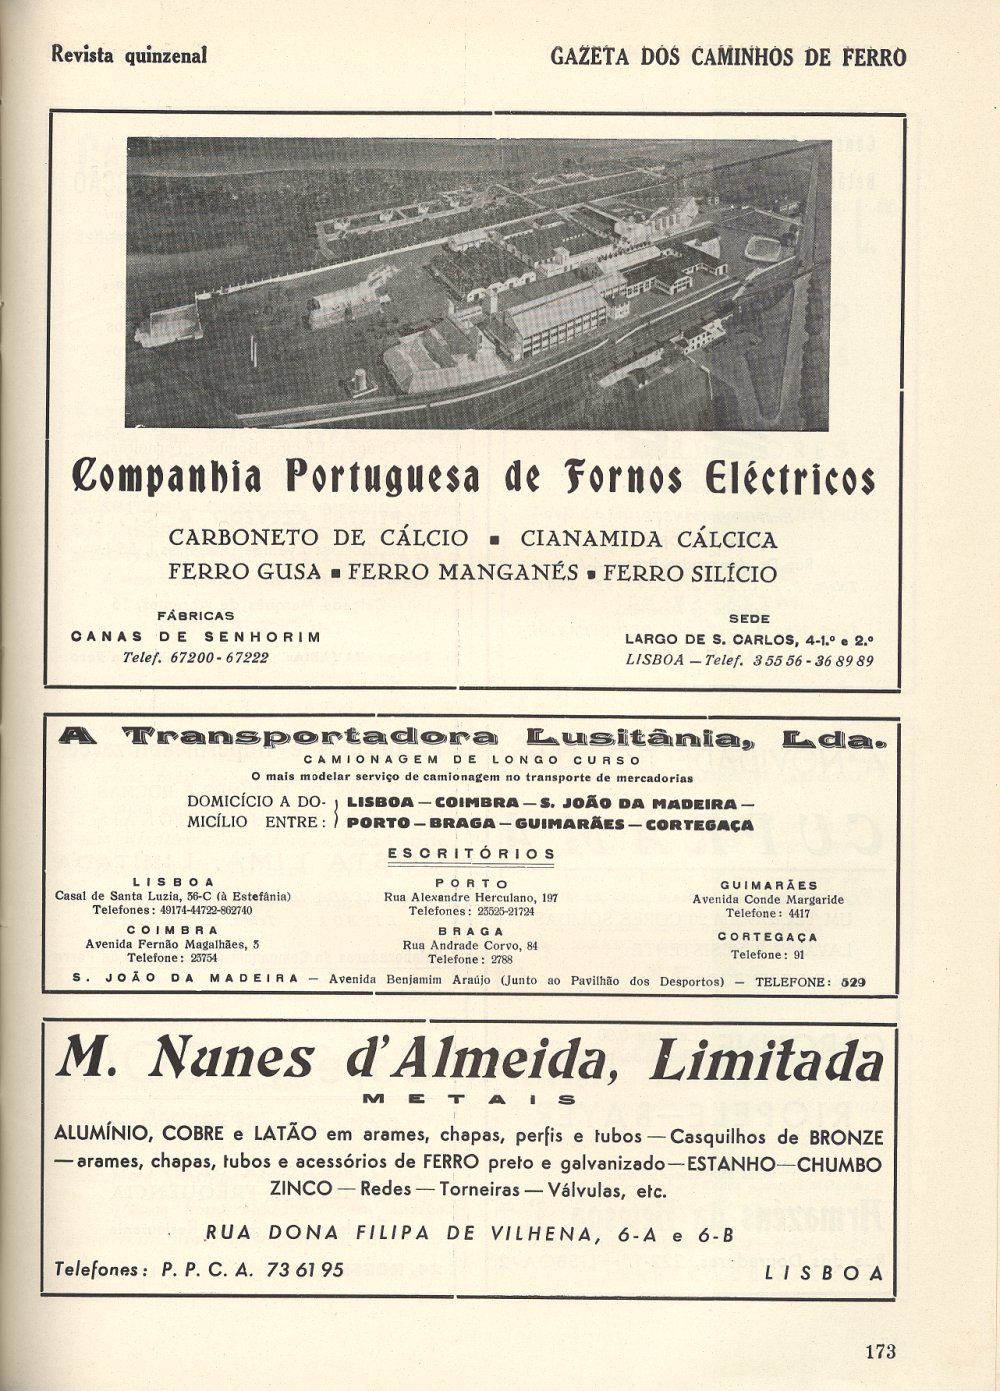 Revista quinzenal
GAZETA DOS CAMINHOS DE FERRO
Companhia Portuguesa de Fornos Eléctricos
CARBONETO DE CÁLCIO ■ CIANAMIDA CÁLCICA
FERRO GUSA ■ FERRO MANGANÉS ■ FERRO SILÍCIO
FÁBRICAS
CANAS DE SENHORIM
Telef. 67200-67222
SEDE
LARGO DE S. CARLOS, 4-1.º e 2.º
LISBOA — Telef. 3 55 56 - 36 89 89
A Transportadora Lusitânia, Lda.
CAMIONAGEM DE LONGO CURSO
O mais modelar serviço de camionagem no transporte de mercadorias
DOMICÍCIO A DO- LISBOA — COIMBRA — S. JOÃO DA MADEIRA —
MICÍLIO ENTRE: PORTO — BRAGA — GUIMARÃES — CORTEGAÇA
ESCRITÓRIOS
LISBOA
Casal de Santa Luzia, 36-C (à Estefânia)
Telefones: 49174-44722-862740
COIMBRA
Avenida Fernão Magalhães, 3
Telefone: 23754
PORTO
Rua Alexandre Herculano, 197
Telefones: 23525-21724
BRAGA
Rua Andrade Corvo, 84
Telefone: 2788
GUIMARÃES
Avenida Conde Margaride
Telefone: 4417
CORTEGAÇA
Telefone: 91
S. JOÃO DA MADEIRA — Avenida Benjamim Araújo (Junto ao Pavilhão dos Desportos) — TELEFONE: 529
M. Nunes d'Almeida, Limitada
METAIS
ALUMÍNIO, COBRE e LATÃO em arames, chapas, perfis e tubos — Casquilhos de BRONZE
— arames, chapas, tubos e acessórios de FERRO preto e galvanizado — ESTANHO — CHUMBO
ZINCO — Redes — Torneiras — Válvulas, etc.
RUA DONA FILIPA DE VILHENA, 6-A e 6-B
Telefones: P. P. C. A. 73 61 95
LISBOA
173